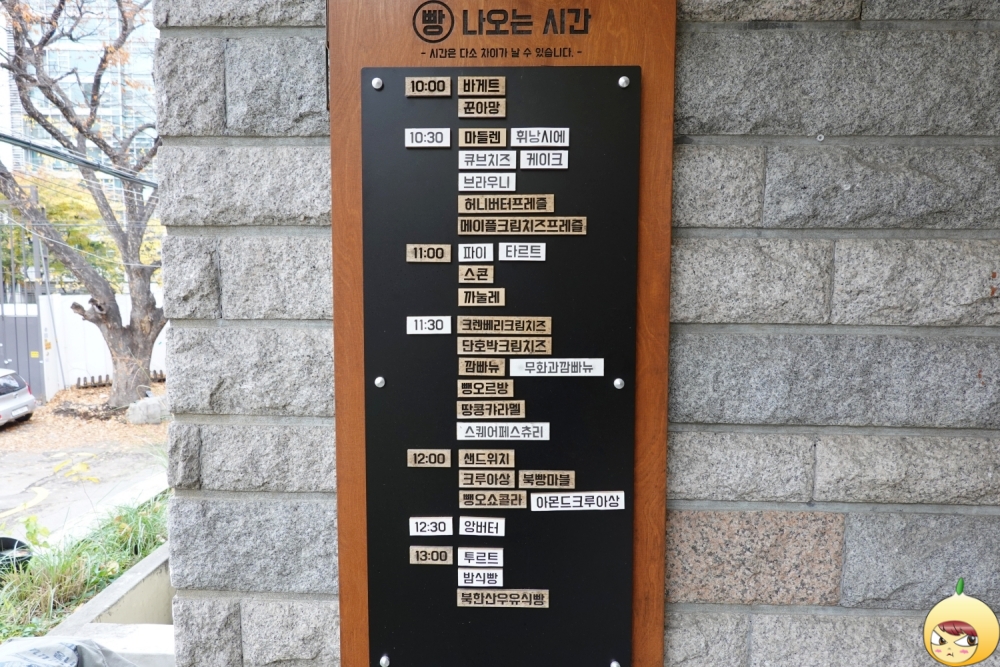 빵 나오는 시간
- 시간은 다소 차이가 날 수 있습니다. -
10:00 바게트
꾼아망
10:30 마들렌 휘낭시에
큐브치즈 케이크
브라우니
허니버터프레즐
메이플크림치즈프레즐
11:00 파이 타르트
스콘
까눌레
11:30 크렌베리크림치즈
단호박크림치즈
깜빠뉴 무화과깜빠뉴
뺑오르방
땅콩캬라멜
스퀘어페스츄리
12:00 샌드위치
크루아상 북빵마블
뺑오쇼콜라 아몬드크루아상
12:30 앙버터
13:00 투르트
밤식빵
북한산우유식빵